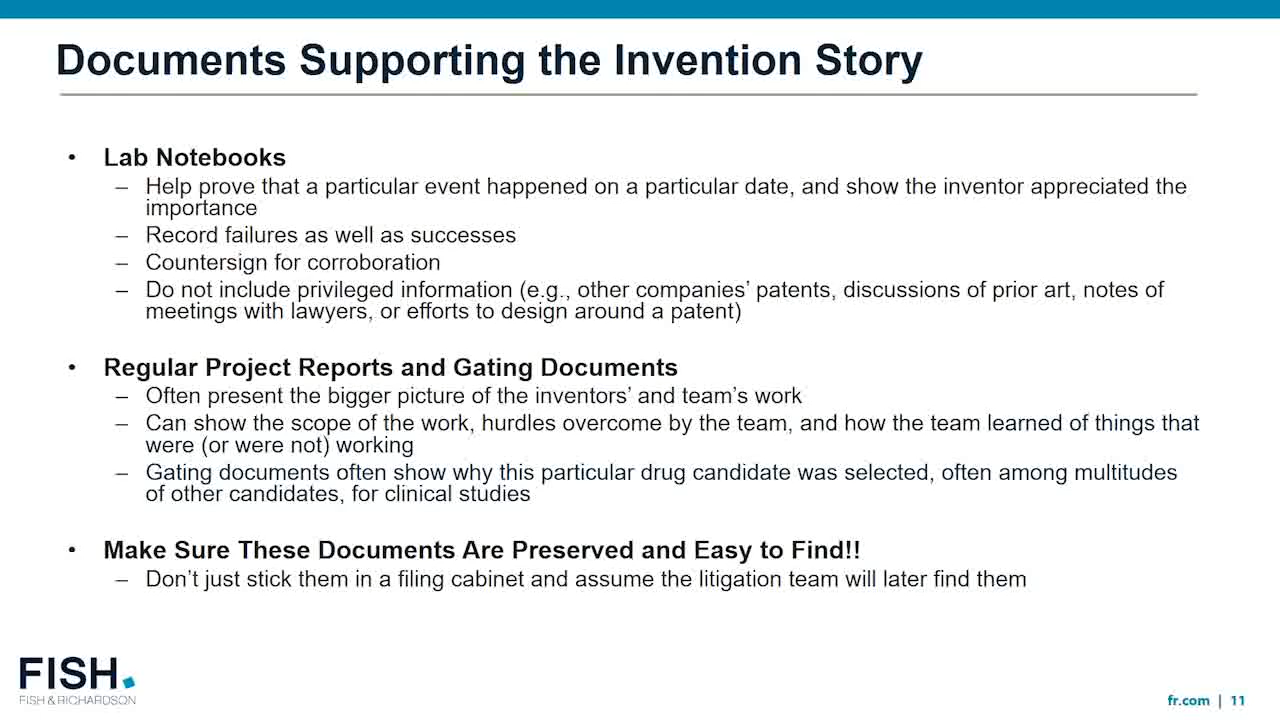 Documents Supporting the Invention Story
• Lab Notebooks
– Help prove that a particular event happened on a particular date, and show the inventor appreciated the
importance
– Record failures as well as successes
– Countersign for corroboration
– Do not include privileged information (e.g., other companies’ patents, discussions of prior art, notes of
meetings with lawyers, or efforts to design around a patent)
• Regular Project Reports and Gating Documents
– Often present the bigger picture of the inventors’ and team’s work
– Can show the scope of the work, hurdles overcome by the team, and how the team learned of things that
were (or were not) working
– Gating documents often show why this particular drug candidate was selected, often among multitudes
of other candidates, for clinical studies
• Make Sure These Documents Are Preserved and Easy to Find!!
– Don’t just stick them in a filing cabinet and assume the litigation team will later find them
FISH.
FISH & RICHARDSON
fr.com | 11